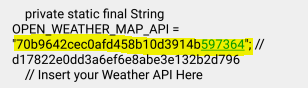 private static final String
OPEN_WEATHER_MAP_API =
"70b9642cec0afd458b10d3914b597364"; //
d17822e0dd3a6ef6e8abe3e132b2d796
// Insert your Weather API Here